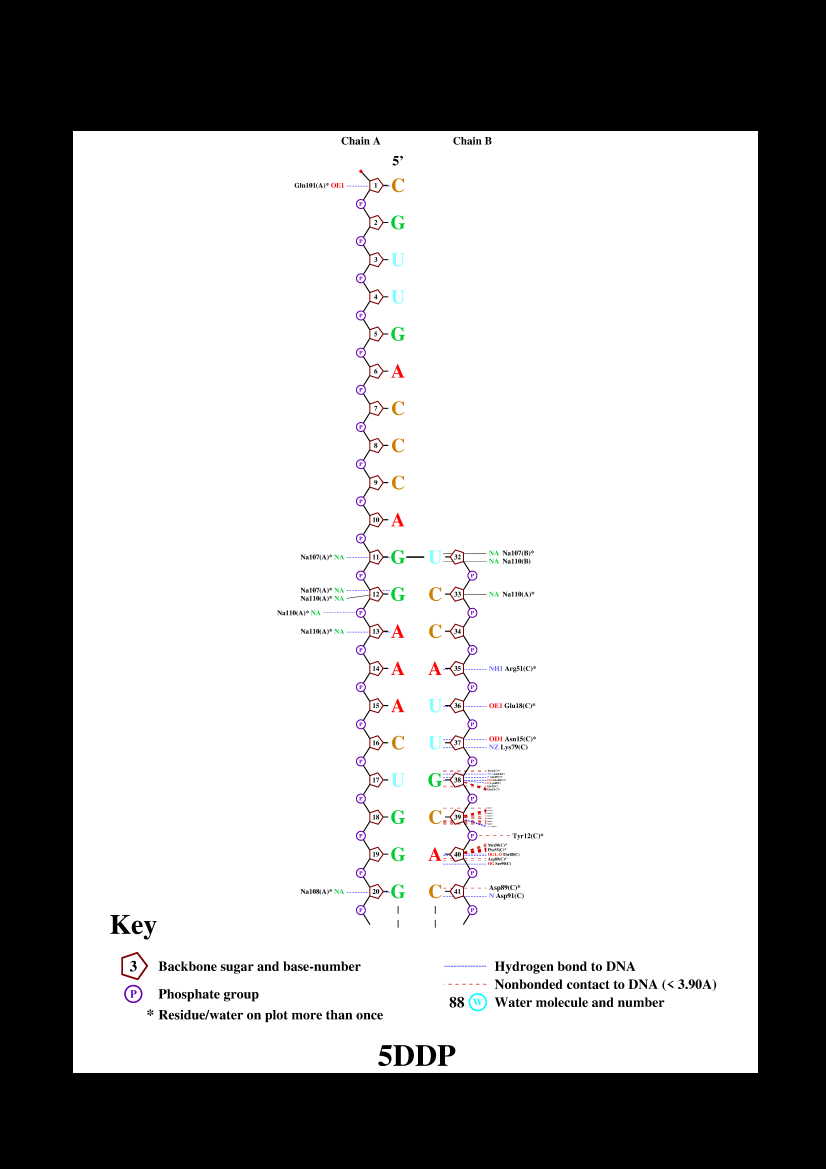 Chain A Chain B
5'
Gln101(A)* OE1 1 C
P
2 G
P
3 U
P
4 U
P
5 G
P
6 A
P
7 C
P
8 C
P
9 C
P
10 A
P
Na107(A)* NA 11 G U 32 NA Na107(B)*
NA Na110(B)
P P
Na107(A)* NA
Na110(A)* NA 12 G C 33 NA Na110(A)*
Na110(A)* NA P P
Na110(A)* NA 13 A C 34
P P
14 A A 35 NH1 Arg51(C)*
P P
15 A U 36 OE1 Glu18(C)*
P P
16 C U 37 OD1 Asn15(C)*
NZ Lys79(C)
P P
17 U G 38
P P
18 G C 39
P P Tyr12(C)*
19 G A 40
P P
Na108(A)* NA 20 G C 41 Asp89(C)*
N Asp91(C)
P P
Key
3 Backbone sugar and base-number
P Phosphate group
* Residue/water on plot more than once
Hydrogen bond to DNA
Nonbonded contact to DNA (< 3.90A)
88 W Water molecule and number
5DDP